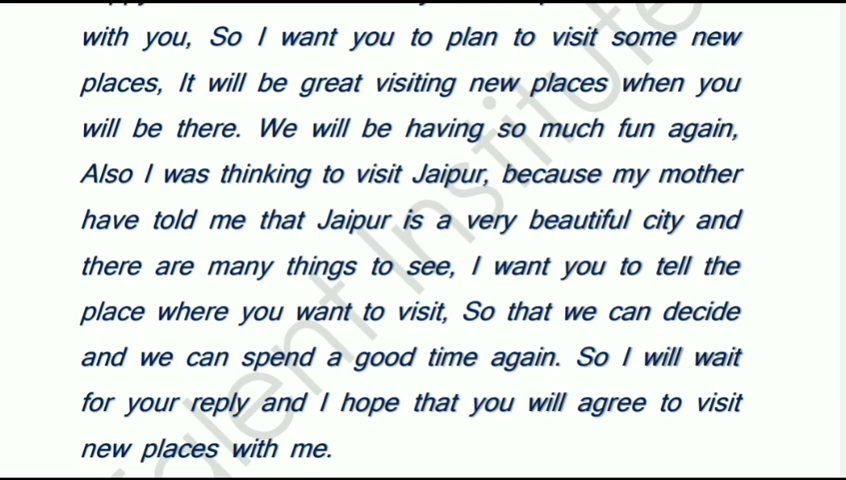 with you, So I want you to plan to visit some new
places, It will be great visiting new places when you
will be there. We will be having so much fun again,
Also I was thinking to visit Jaipur, because my mother
have told me that Jaipur is a very beautiful city and
there are many things to see, I want you to tell the
place where you want to visit, So that we can decide
and we can spend a good time again. So I will wait
for your reply and I hope that you will agree to visit
new places with me.
Talent Institute